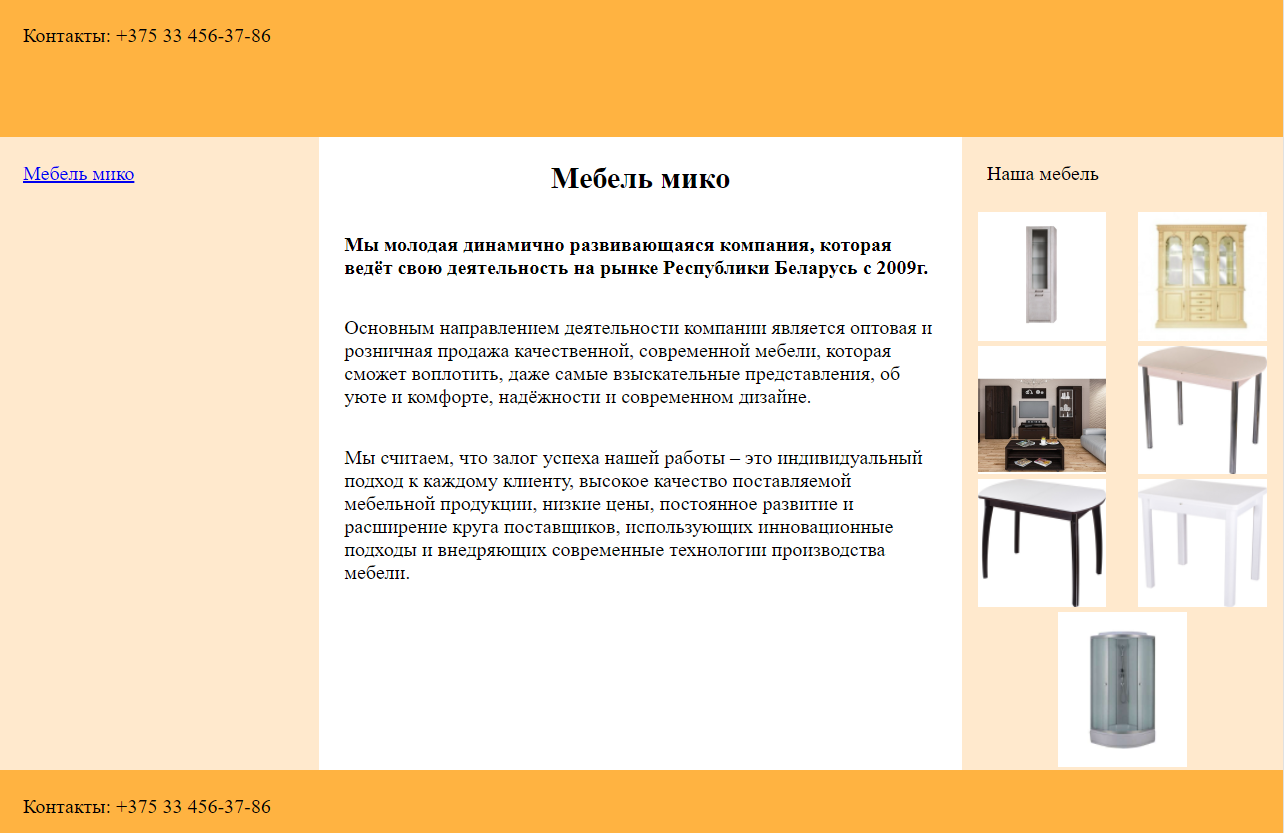 Контакты: +375 33 456-37-86
Мебель мико
Мебель мико
Мы молодая динамично развивающаяся компания, которая
ведёт свою деятельность на рынке Республики Беларусь с 2009г.
Основным направлением деятельности компании является оптовая и
розничная продажа качественной, современной мебели, которая
сможет воплотить, даже самые взыскательные представления, об
уюте и комфорте, надёжности и современном дизайне.
Мы считаем, что залог успеха нашей работы – это индивидуальный
подход к каждому клиенту, высокое качество поставляемой
мебельной продукции, низкие цены, постоянное развитие и
расширение круга поставщиков, использующих инновационные
подходы и внедряющих современные технологии производства
мебели.
Наша мебель
Контакты: +375 33 456-37-86